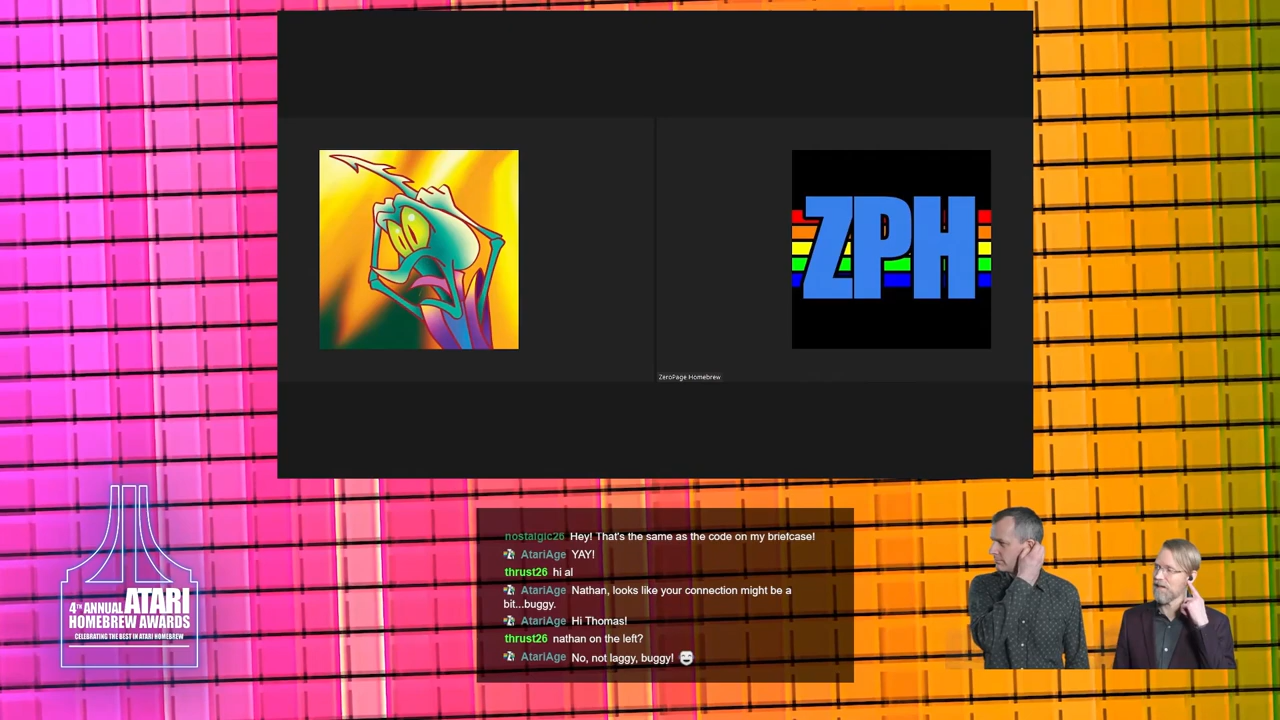 ZPH
ZeroPage Homebrew
nostalgic26 Hey! That's the same as the code on my briefcase!
AtariAge YAY!
thrust26 hi al
AtariAge Nathan, looks like your connection might be a
bit...buggy.
AtariAge Hi Thomas!
thrust26 nathan on the left?
AtariAge No, not laggy, buggy!
4TH ANNUAL ATARI
HOMEBREW AWARDS
CELEBRATING THE BEST IN ATARI HOMEBREW